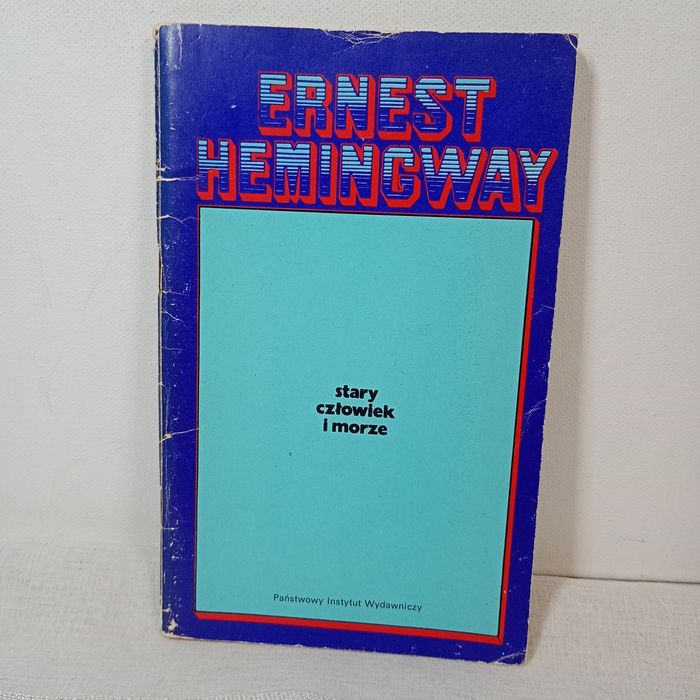 ERNEST
HEMINGWAY
stary
człowiek
i morze
Państwowy Instytut Wydawniczy